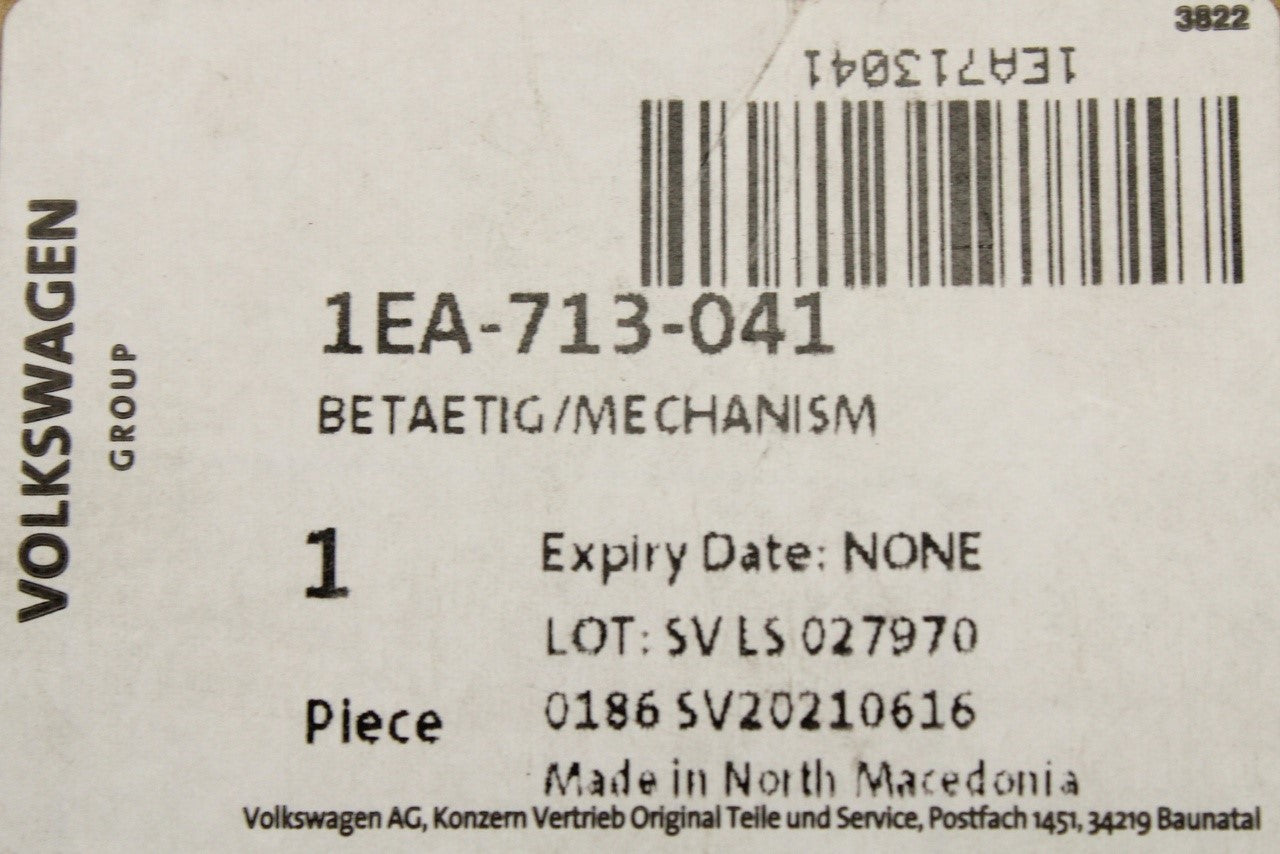 3822
1EA713041
VOLKSWAGEN
GROUP
1EA-713-041
BETAETIG/MECHANISM
1
Expiry Date: NONE
LOT: SV LS 027970
Piece
0186 SV20210616
Made in North Macedonia
Volkswagen AG, Konzern Vertrieb Original Teile und Service, Postfach 1451, 34219 Baunatal